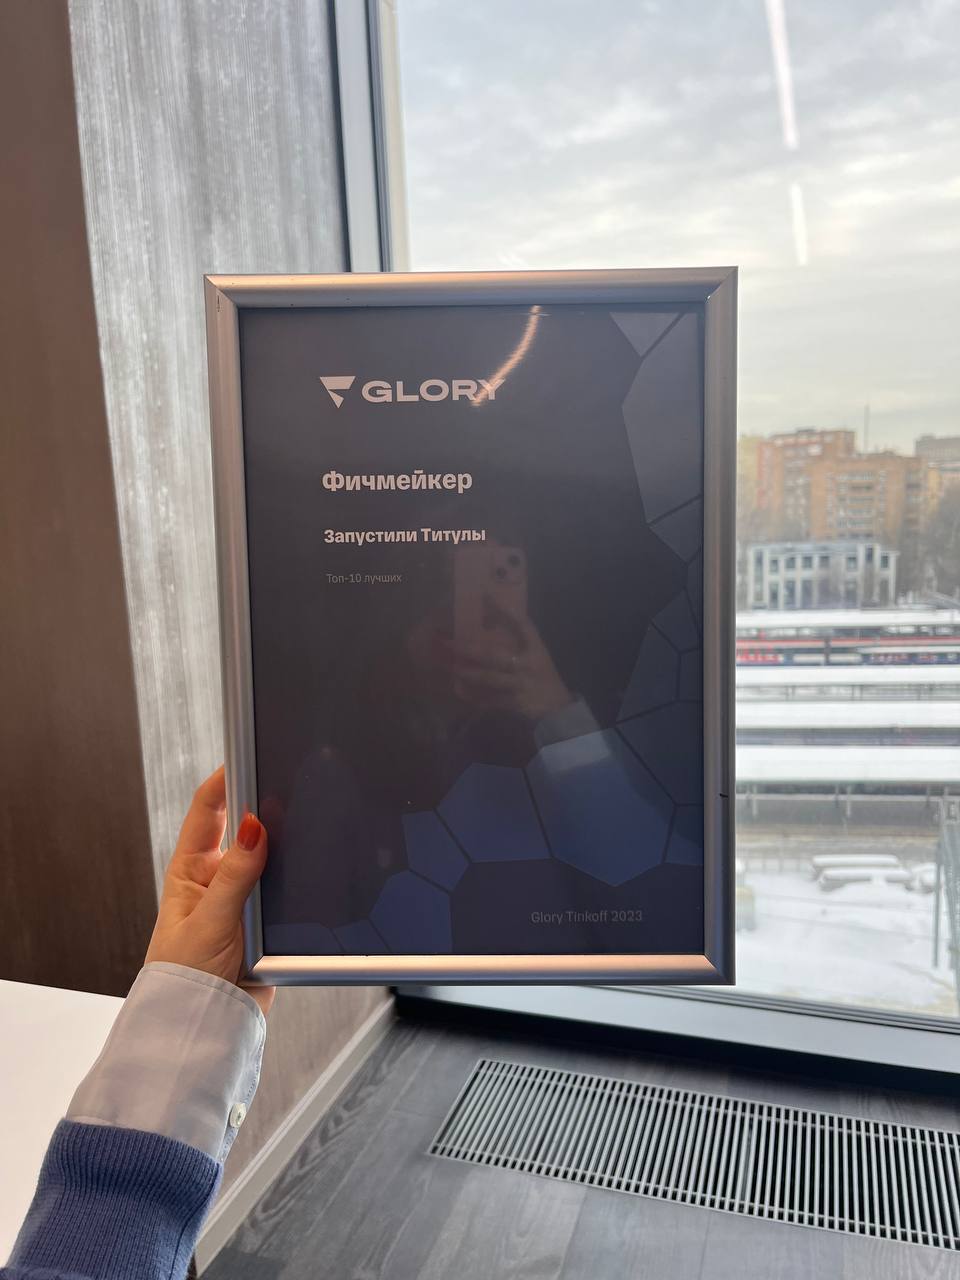 GLORY
Фичмейкер
Запустили Титулы
Топ-10 лучших
Glory Tinkoff 2023